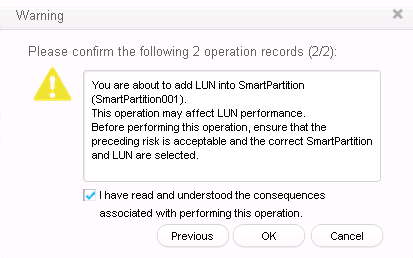 Warning
Please confirm the following 2 operation records (2/2):
You are about to add LUN into SmartPartition
(SmartPartition001).
This operation may affect LUN performance.
Before performing this operation, ensure that the
preceding risk is acceptable and the correct SmartPartition
and LUN are selected.
I have read and understood the consequences
associated with performing this operation.
Previous OK Cancel